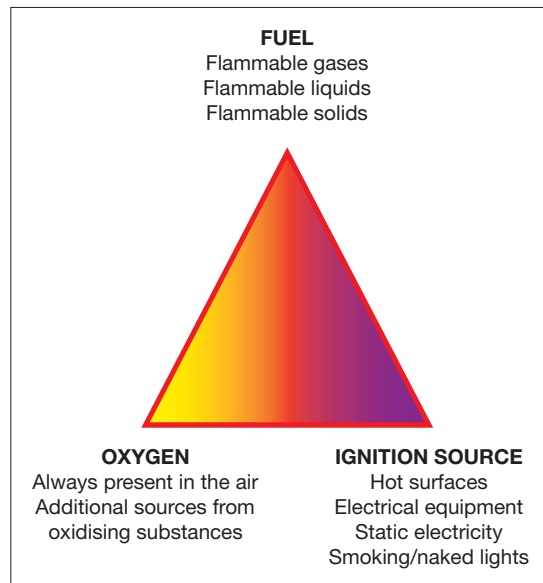 FUEL
Flammable gases
Flammable liquids
Flammable solids
OXYGEN
Always present in the air
Additional sources from
oxidising substances
IGNITION SOURCE
Hot surfaces
Electrical equipment
Static electricity
Smoking/naked lights